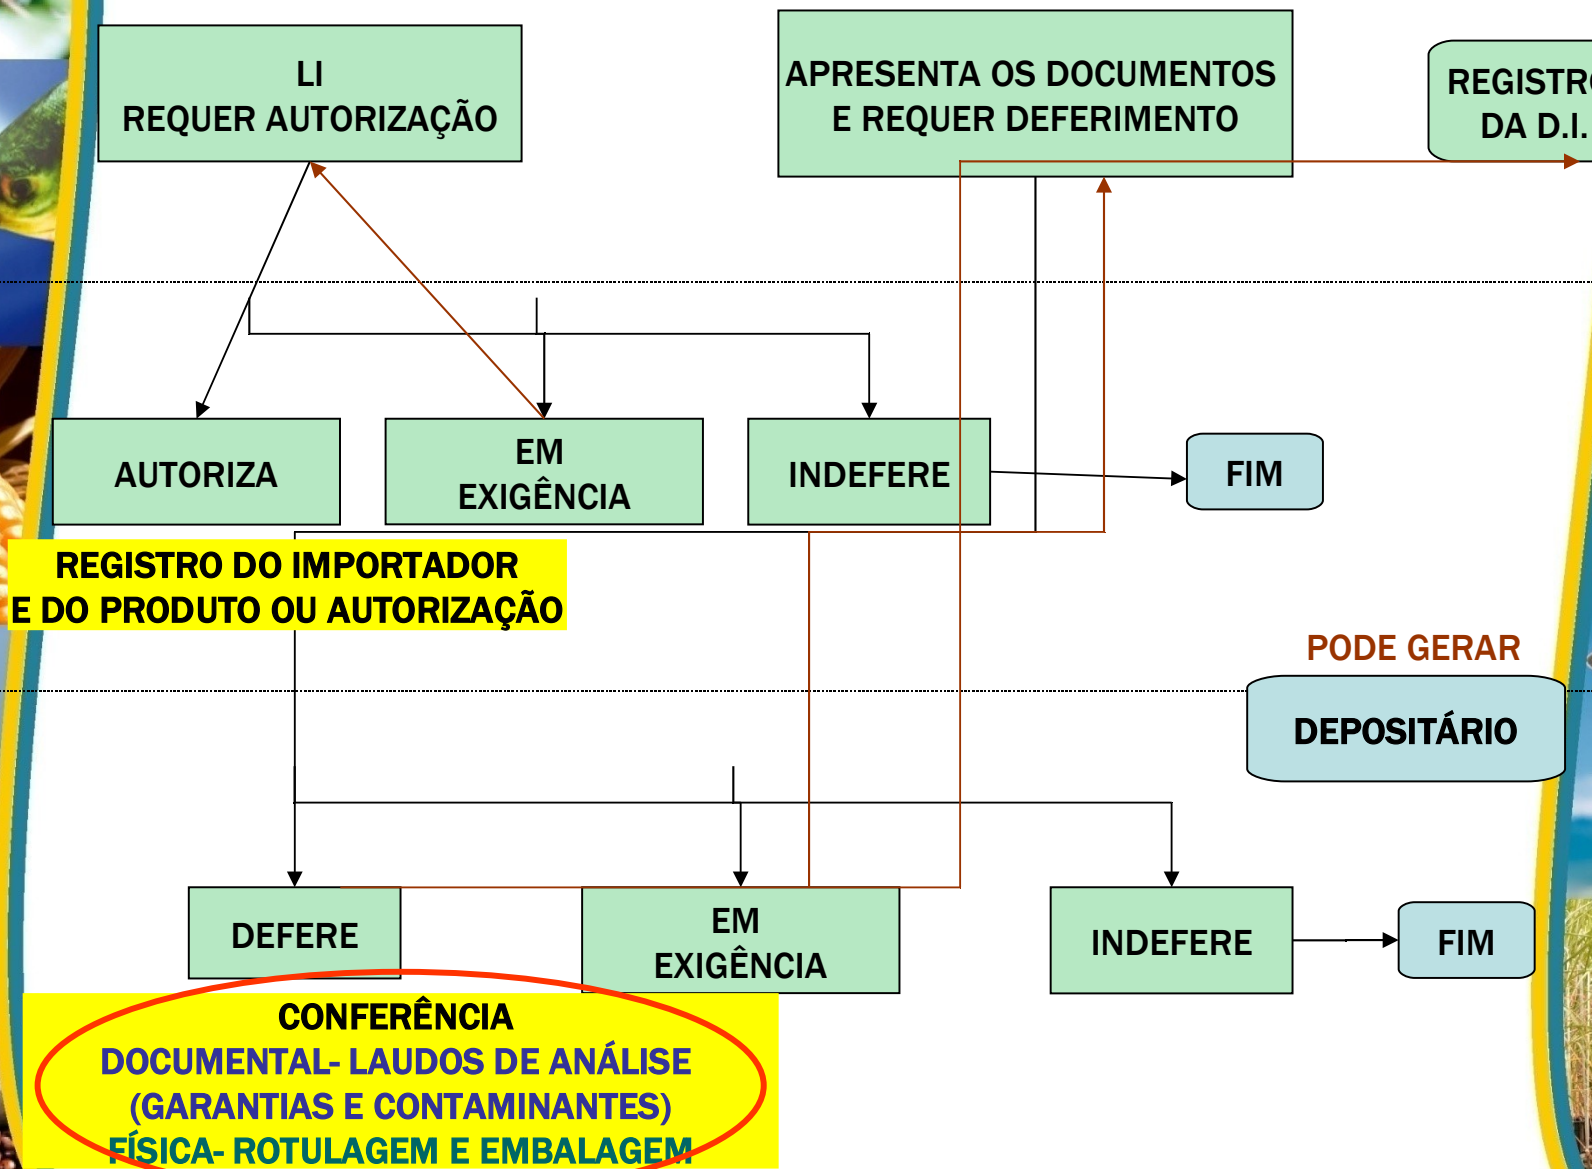 LI
REQUER AUTORIZAÇÃO
APRESENTA OS DOCUMENTOS
E REQUER DEFERIMENTO
REGISTRO
DA D.I.
AUTORIZA
EM
EXIGÊNCIA
INDEFERE
FIM
REGISTRO DO IMPORTADOR
E DO PRODUTO OU AUTORIZAÇÃO
PODE GERAR
DEPOSITÁRIO
DEFERE
EM
EXIGÊNCIA
INDEFERE
FIM
CONFERÊNCIA
DOCUMENTAL- LAUDOS DE ANÁLISE
(GARANTIAS E CONTAMINANTES)
FÍSICA- ROTULAGEM E EMBALAGEM